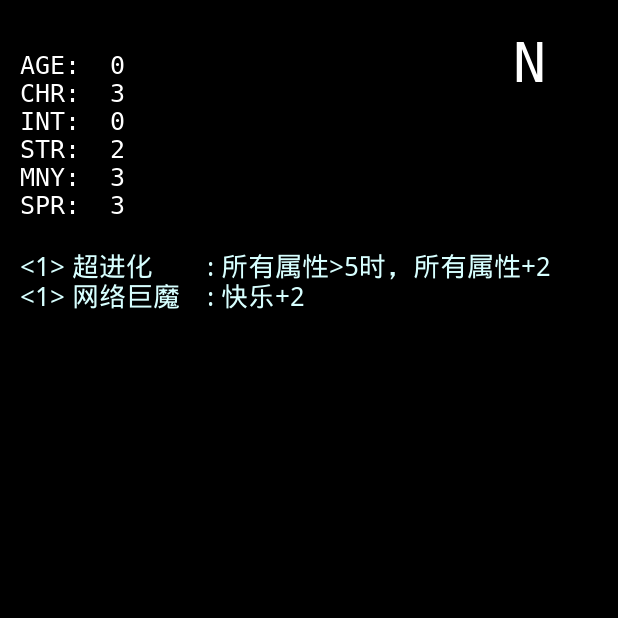 N
AGE: 0
CHR: 3
INT: 0
STR: 2
MNY: 3
SPR: 3
<1> 超进化 : 所有属性>5时，所有属性+2
<1> 网络巨魔 : 快乐+2